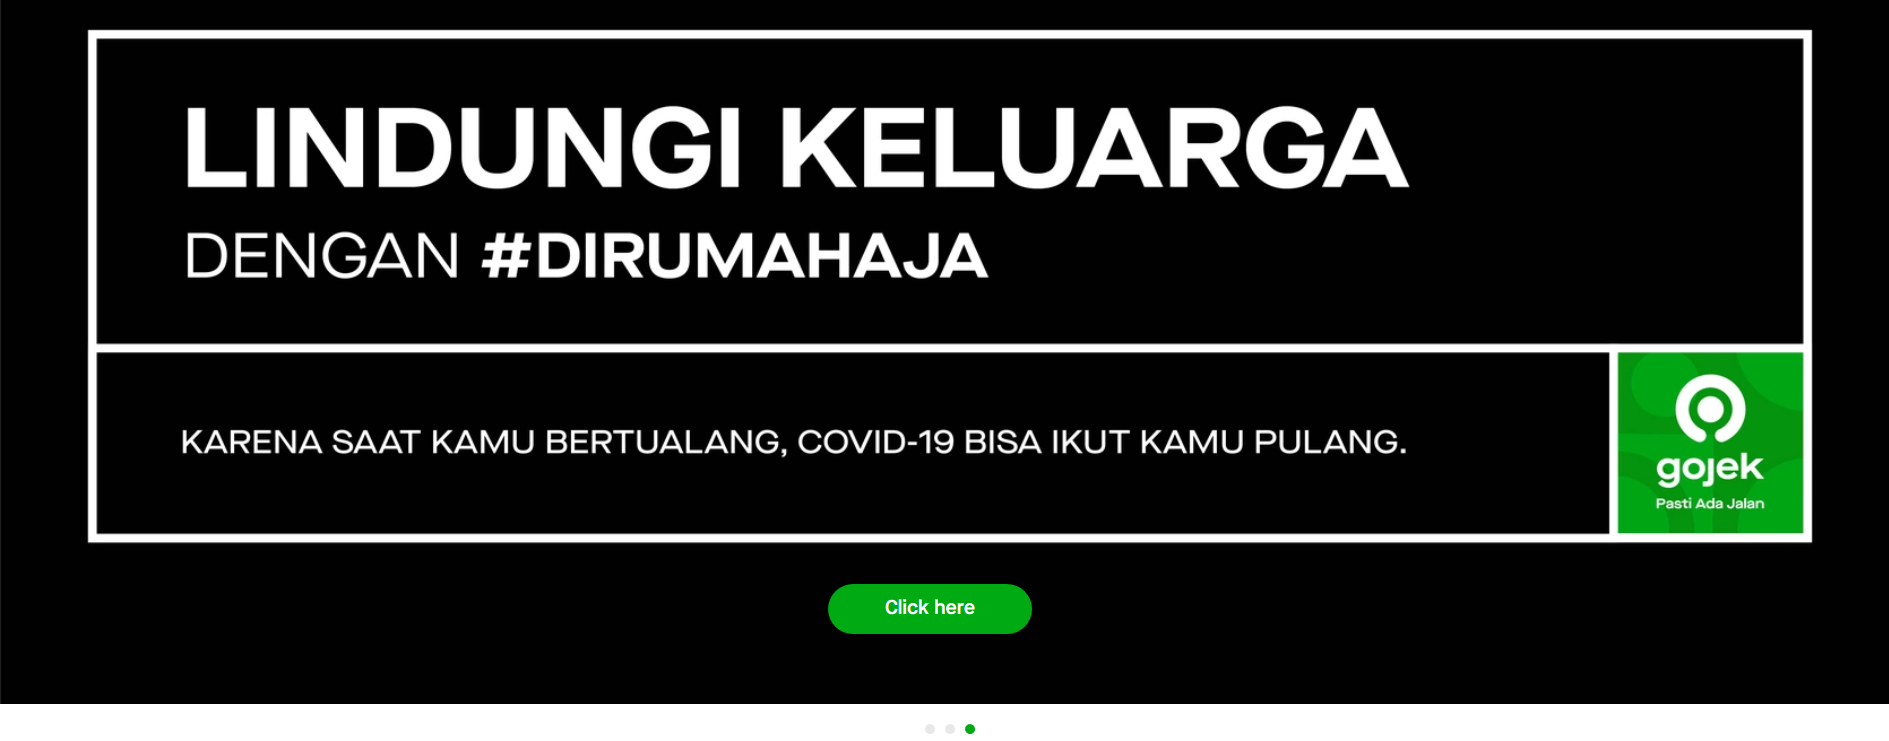 LINDUNGI KELUARGA
DENGAN #DIRUMAHAJA
KARENA SAAT KAMU BERTUALANG, COVID-19 BISA IKUT KAMU PULANG.
gojek
Pasti Ada Jalan
Click here